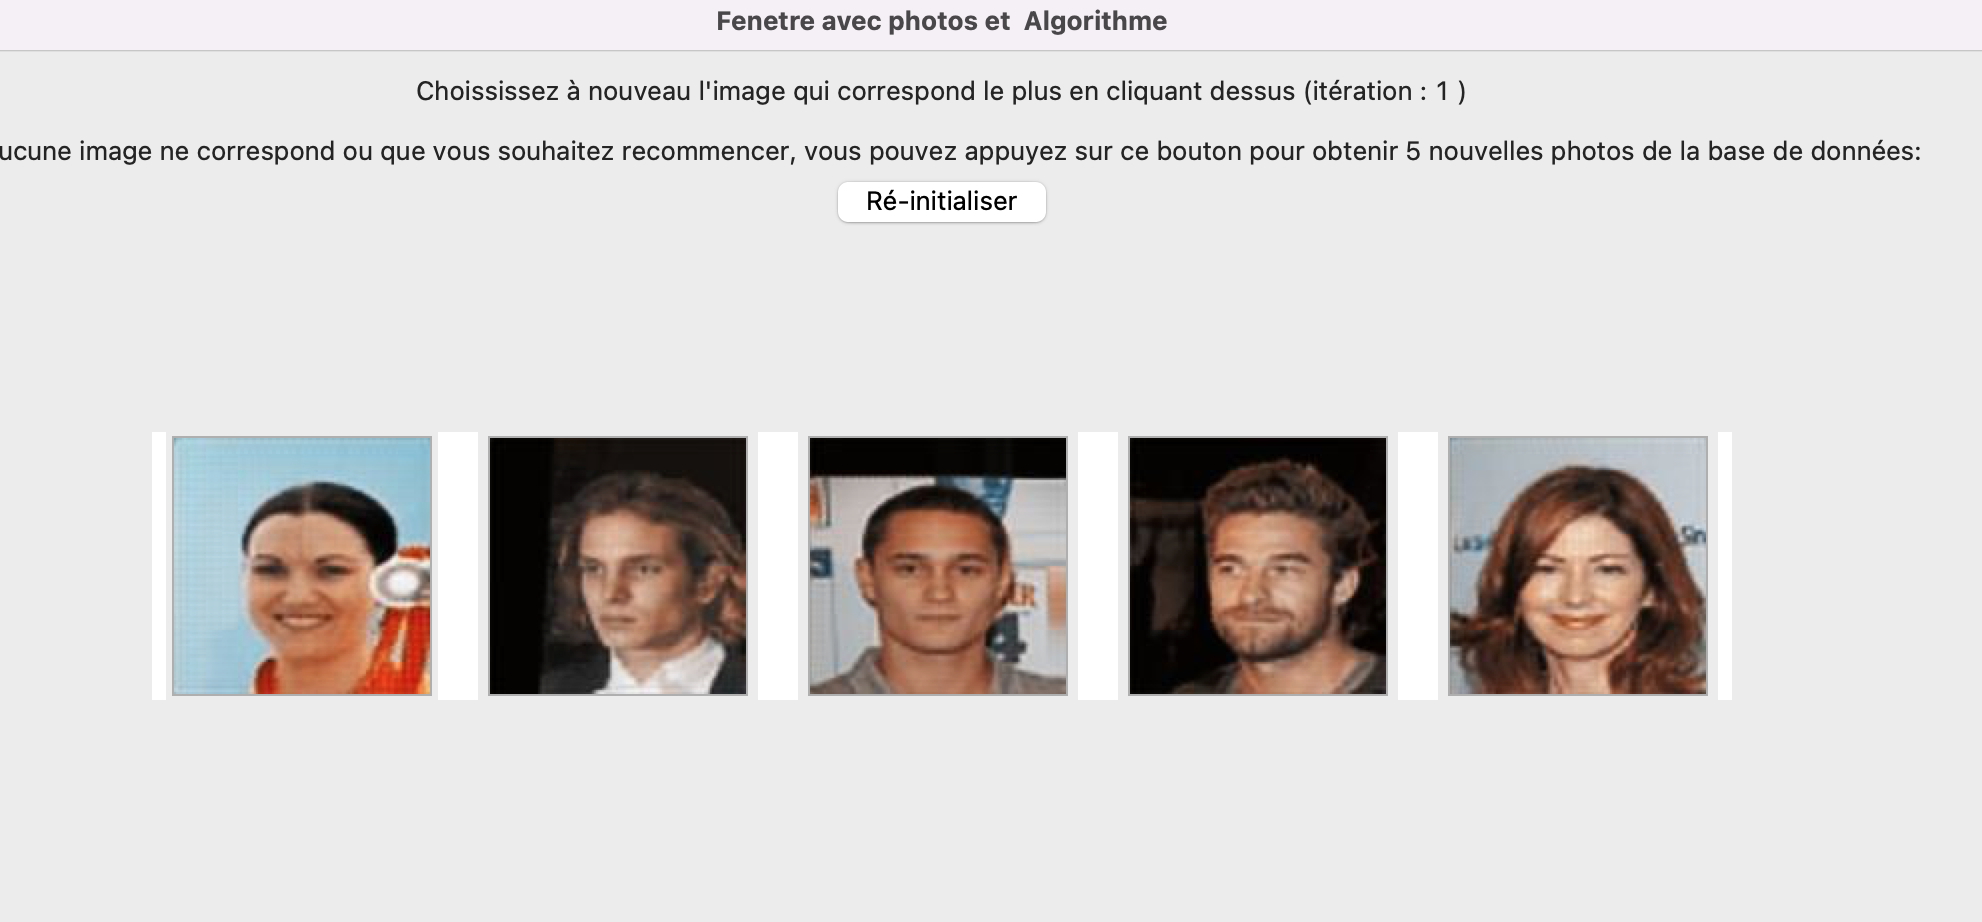 Fenetre avec photos et  Algorithme
Choississez à nouveau l'image qui correspond le plus en cliquant dessus (itération : 1 )
ucune image ne correspond ou que vous souhaitez recommencer, vous pouvez appuyez sur ce bouton pour obtenir 5 nouvelles photos de la base de données:
Ré-initialiser
4